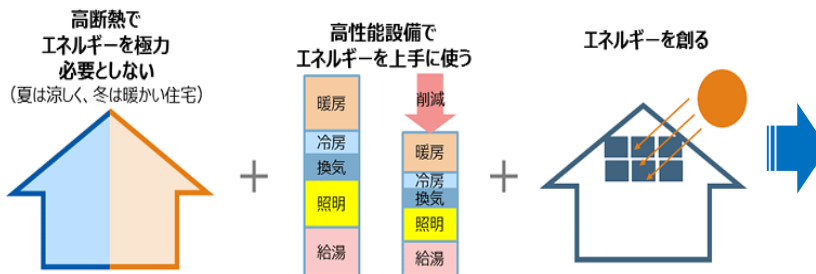 高断熱で
エネルギーを極力
必要としない
(夏は涼しく、冬は暖かい住宅)
高性能設備で
エネルギーを上手に使う
暖房
冷房
換気
照明
給湯
削減
暖房
冷房
換気
照明
給湯
エネルギーを創る